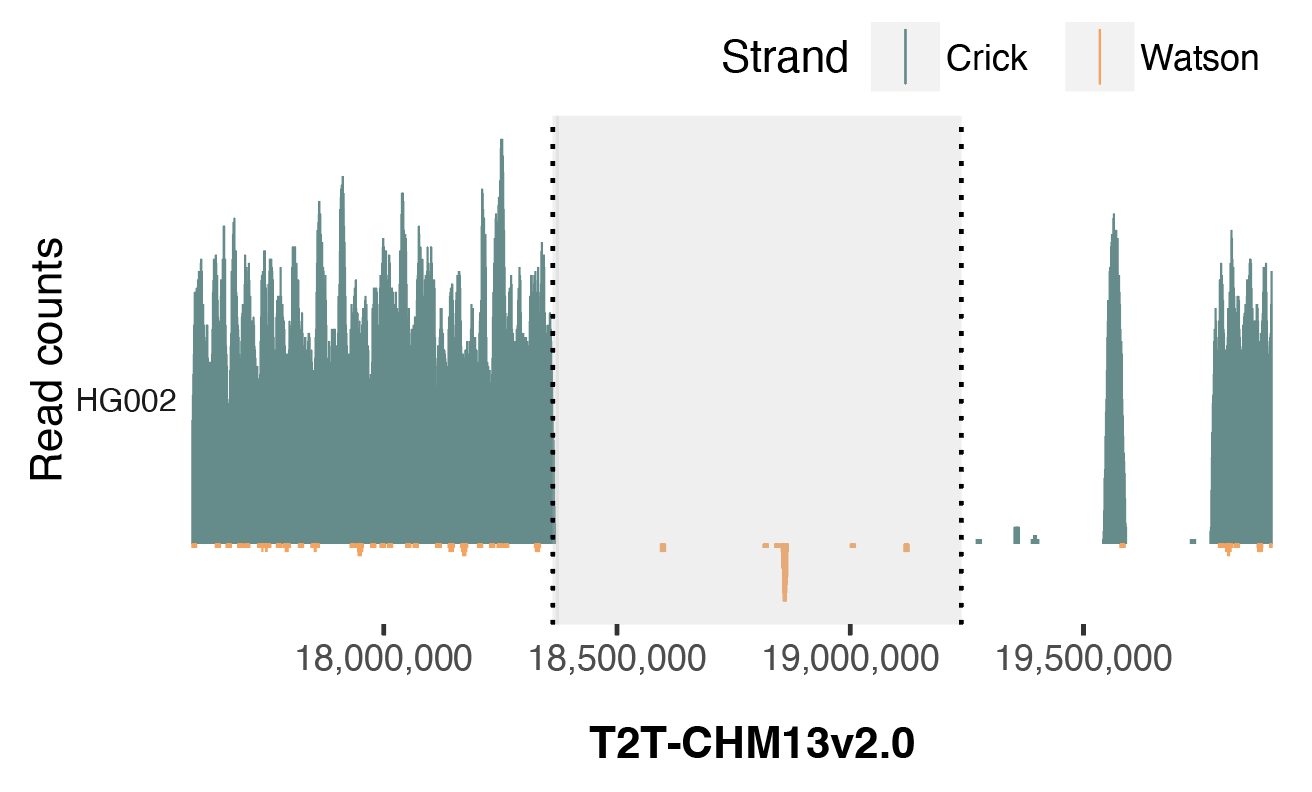 Strand Crick Watson
Read counts
HG002
18,000,000 18,500,000 19,000,000 19,500,000
T2T-CHM13v2.0